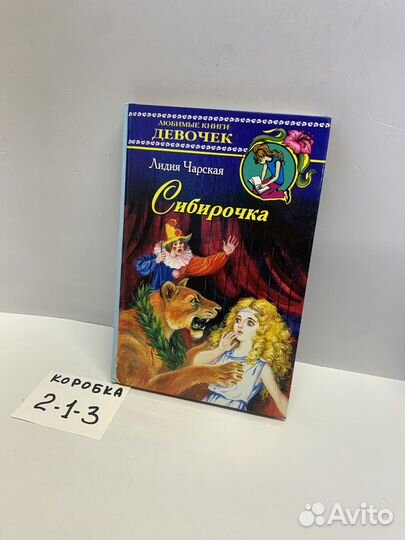 ЛЮБИМЫЕ КНИГИ
ДЕВОЧЕК
Лидия Чарская
Сибирочка
КОРОБКА
2-1-3
Avito